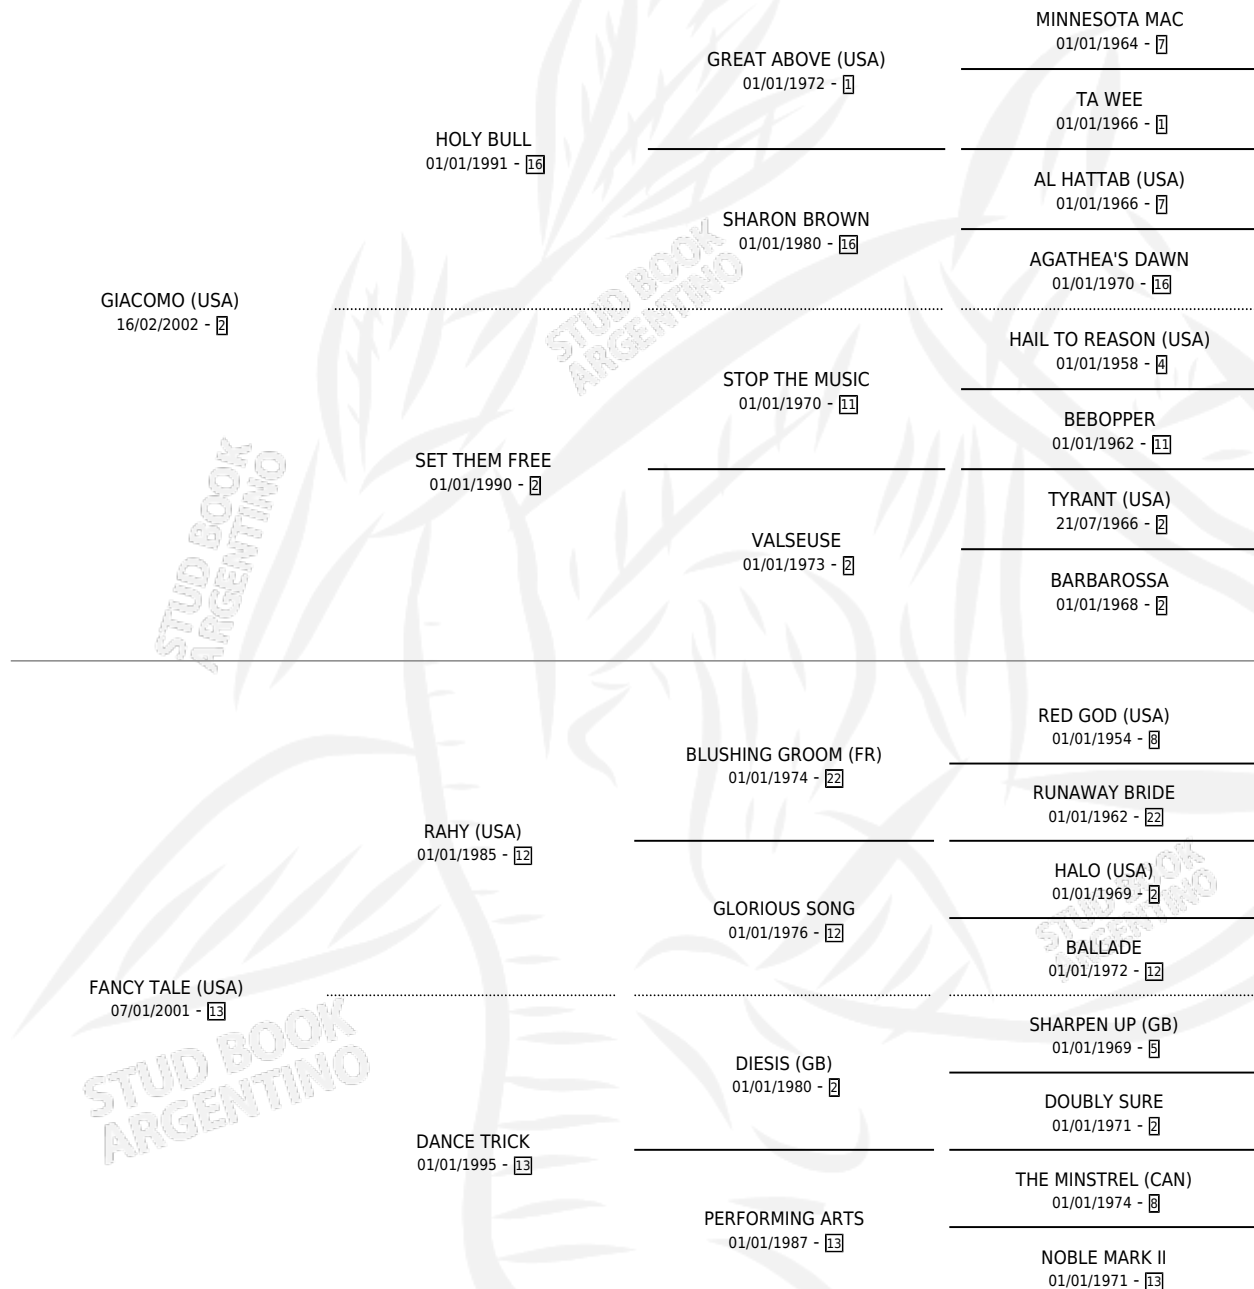 GIACOMO (USA)
16/02/2002 - 2
HOLY BULL
01/01/1991 - 16
SET THEM FREE
01/01/1990 - 2
GREAT ABOVE (USA)
01/01/1972 - 1
SHARON BROWN
01/01/1980 - 16
STOP THE MUSIC
01/01/1970 - 11
VALSEUSE
01/01/1973 - 2
MINNESOTA MAC
01/01/1964 - 7
TA WEE
01/01/1966 - 1
AL HATTAB (USA)
01/01/1966 - 7
AGATHEA'S DAWN
01/01/1970 - 16
HAIL TO REASON (USA)
01/01/1958 - 4
BEBOPPER
01/01/1962 - 11
TYRANT (USA)
21/07/1966 - 2
BARBAROSSA
01/01/1968 - 2
STUD BOOK
ARGENTINO
STUD BOOK
ARGENTINO
FANCY TALE (USA)
07/01/2001 - 13
RAHY (USA)
01/01/1985 - 12
DANCE TRICK
01/01/1995 - 13
BLUSHING GROOM (FR)
01/01/1974 - 22
GLORIOUS SONG
01/01/1976 - 12
DIESIS (GB)
01/01/1980 - 2
PERFORMING ARTS
01/01/1987 - 13
RED GOD (USA)
01/01/1954 - 8
RUNAWAY BRIDE
01/01/1962 - 22
HALO (USA)
01/01/1969 - 2
BALLADE
01/01/1972 - 12
SHARPEN UP (GB)
01/01/1969 - 5
DOUBLY SURE
01/01/1971 - 2
THE MINSTREL (CAN)
01/01/1974 - 8
NOBLE MARK II
01/01/1971 - 13
STUD BOOK
ARGENTINO
STUD BOOK
ARGENTINO